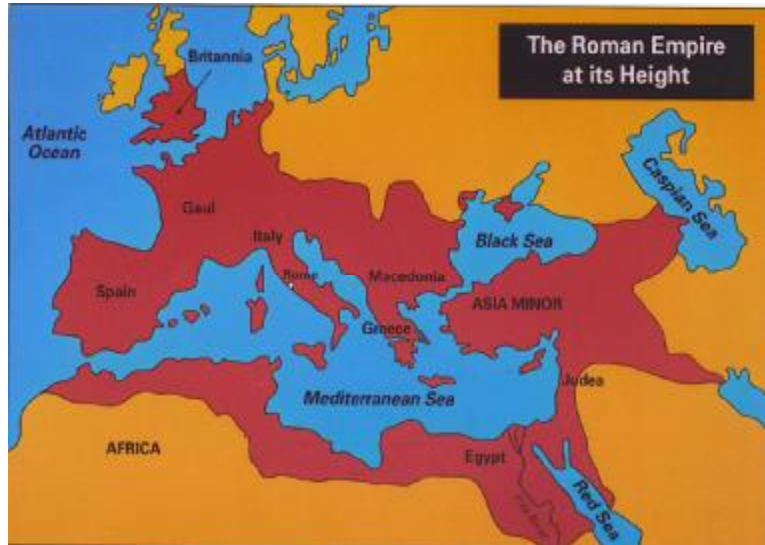 The Roman Empire
at its Height
Britannia
Atlantic
Ocean
Caspian Sea
Gaul
Italy
Black Sea
Rome
Macedonia
Spain
ASIA MINOR
Greece
Judea
Mediterranean Sea
AFRICA
Egypt
Red Sea